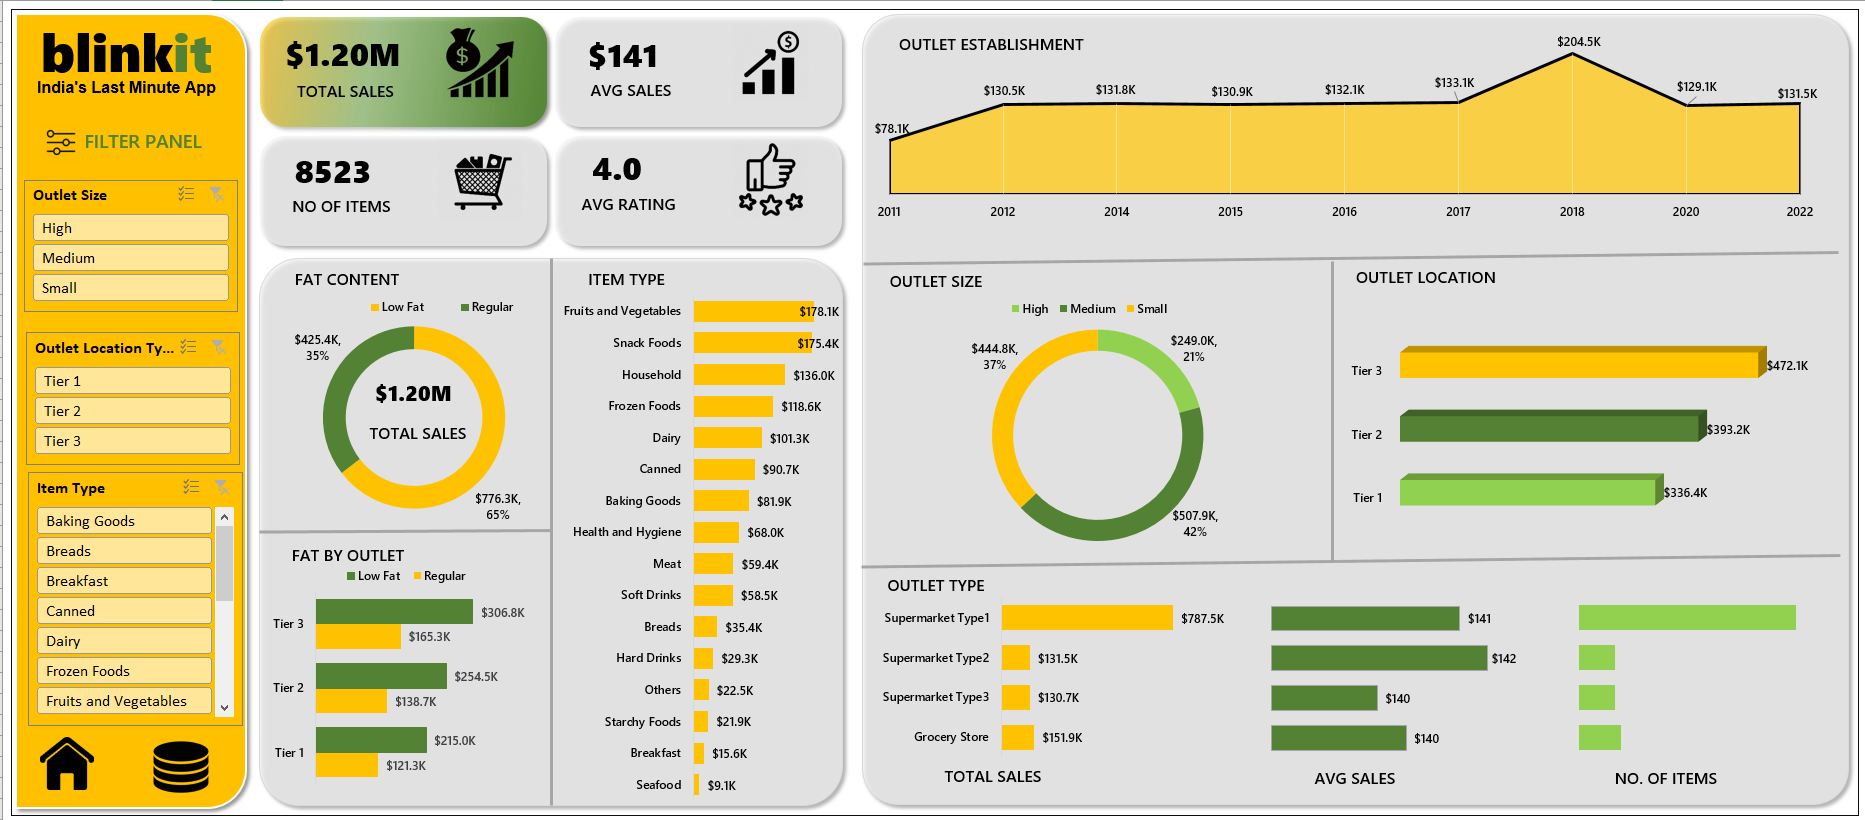 blinkit
India's Last Minute App
FILTER PANEL
Outlet Size
High
Medium
Small
Outlet Location Ty...
Tier 1
Tier 2
Tier 3
Item Type
Baking Goods
Breads
Breakfast
Canned
Dairy
Frozen Foods
Fruits and Vegetables
$1.20M
TOTAL SALES
$141
AVG SALES
8523
NO OF ITEMS
4.0
AVG RATING
FAT CONTENT
Low Fat Regular
$425.4K,
35%
$1.20M
TOTAL SALES
$776.3K,
65%
FAT BY OUTLET
Low Fat Regular
Tier 3 $306.8K
$165.3K
Tier 2 $254.5K
$138.7K
Tier 1 $215.0K
$121.3K
ITEM TYPE
Fruits and Vegetables $178.1K
Snack Foods $175.4K
Household $136.0K
Frozen Foods $118.6K
Dairy $101.3K
Canned $90.7K
Baking Goods $81.9K
Health and Hygiene $68.0K
Meat $59.4K
Soft Drinks $58.5K
Breads $35.4K
Hard Drinks $29.3K
Others $22.5K
Starchy Foods $21.9K
Breakfast $15.6K
Seafood $9.1K
OUTLET ESTABLISHMENT
$78.1K $130.5K $131.8K $130.9K $132.1K $133.1K $204.5K $129.1K $131.5K
2011 2012 2014 2015 2016 2017 2018 2020 2022
OUTLET SIZE
High Medium Small
$444.8K,
37%
$249.0K,
21%
$507.9K,
42%
OUTLET LOCATION
Tier 3 $472.1K
Tier 2 $393.2K
Tier 1 $336.4K
OUTLET TYPE
Supermarket Type1 $787.5K $141
Supermarket Type2 $131.5K $142
Supermarket Type3 $130.7K $140
Grocery Store $151.9K $140
TOTAL SALES AVG SALES NO. OF ITEMS